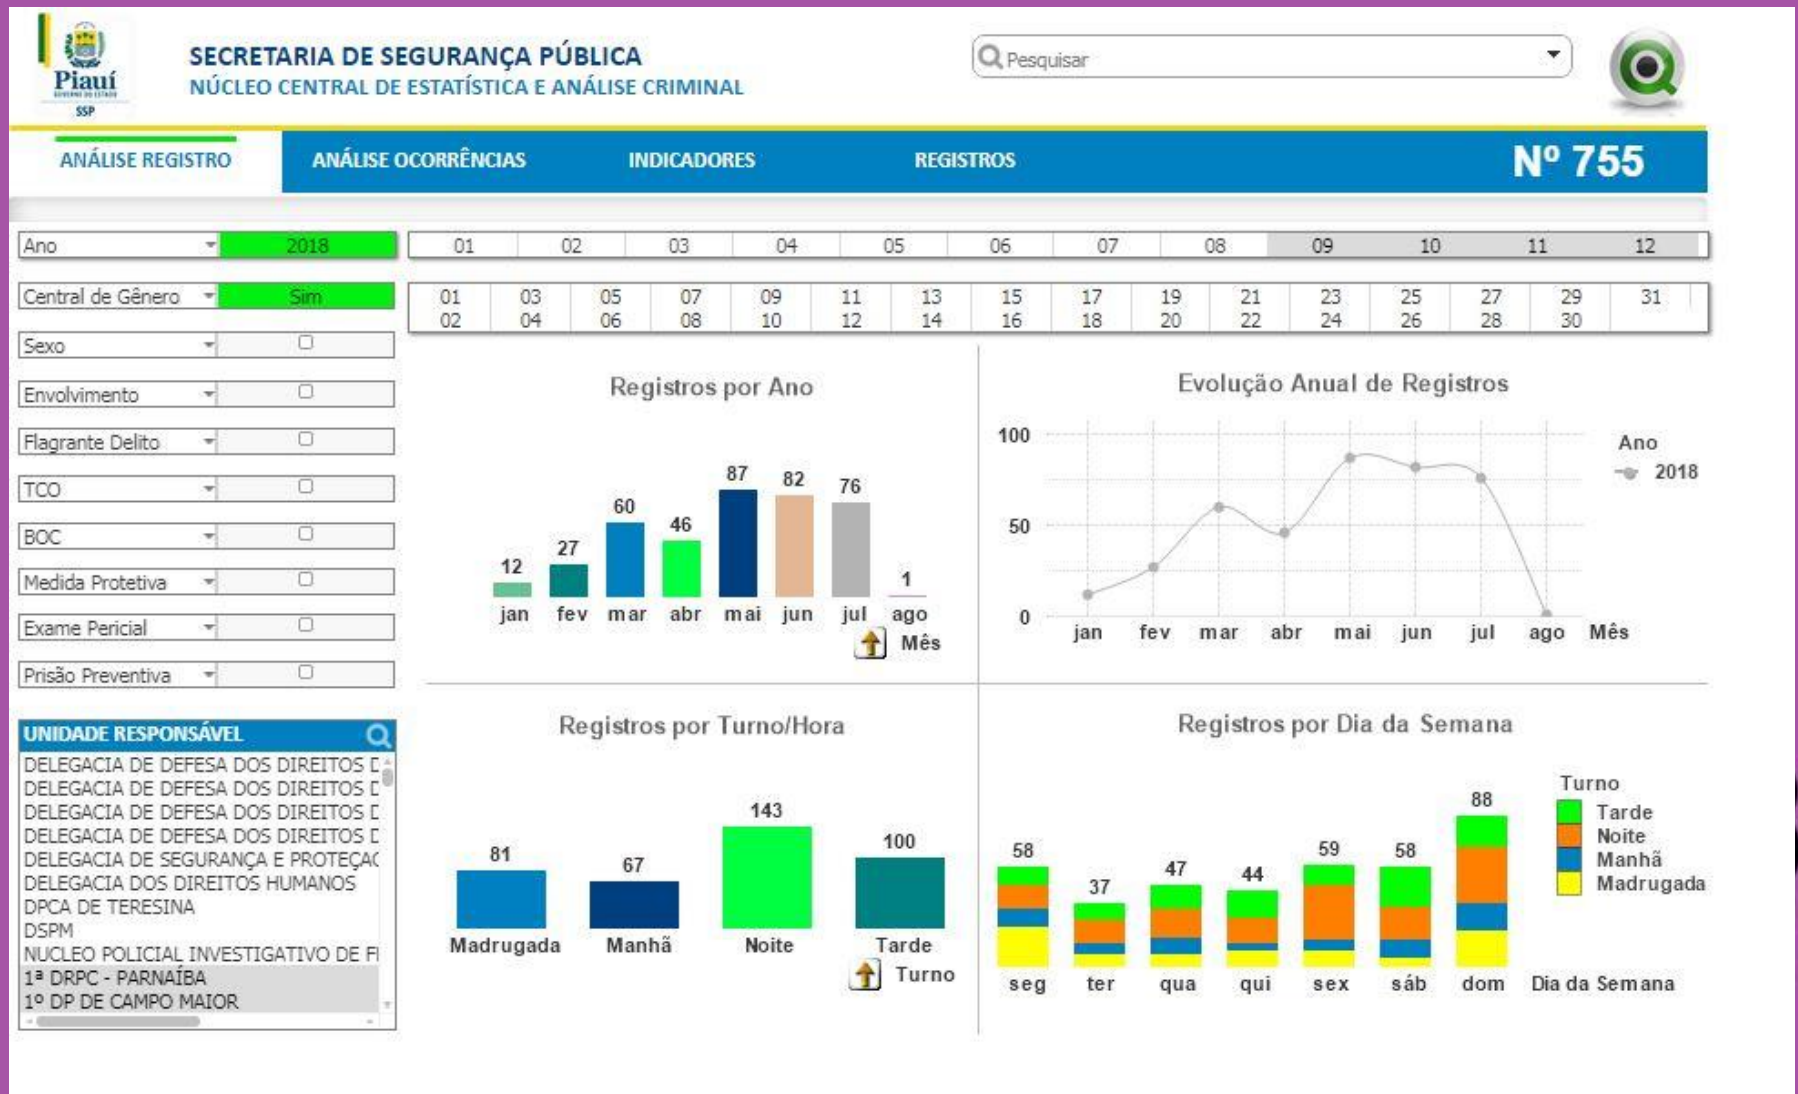 Piauí
GOVERNO DO ESTADO
SSP
SECRETARIA DE SEGURANÇA PÚBLICA
NÚCLEO CENTRAL DE ESTATÍSTICA E ANÁLISE CRIMINAL
Pesquisar
ANÁLISE REGISTRO ANÁLISE OCORRÊNCIAS INDICADORES REGISTROS Nº 755
Ano 2018
01 02 03 04 05 06 07 08 09 10 11 12
Central de Gênero Sim
01 03 05 07 09 11 13 15 17 19 21 23 25 27 29 31
02 04 06 08 10 12 14 16 18 20 22 24 26 28 30
Sexo
Envolvimento
Flagrante Delito
TCO
BOC
Medida Protetiva
Exame Pericial
Prisão Preventiva
UNIDADE RESPONSÁVEL
DELEGACIA DE DEFESA DOS DIREITOS D
DELEGACIA DE DEFESA DOS DIREITOS D
DELEGACIA DE DEFESA DOS DIREITOS D
DELEGACIA DE DEFESA DOS DIREITOS D
DELEGACIA DE SEGURANÇA E PROTEÇAO
DELEGACIA DOS DIREITOS HUMANOS
DPCA DE TERESINA
DSPM
NUCLEO POLICIAL INVESTIGATIVO DE
1ª DRPC - PARNAÍBA
1º DP DE CAMPO MAIOR
Registros por Ano
12 27 60 46 87 82 76 1
jan fev mar abr mai jun jul ago
Mês
Evolução Anual de Registros
100
50
0
jan fev mar abr mai jun jul ago Mês
Ano
2018
Registros por Turno/Hora
81 67 143 100
Madrugada Manhã Noite Tarde
Turno
Registros por Dia da Semana
58 37 47 44 59 58 88
seg ter qua qui sex sáb dom Dia da Semana
Turno
Tarde
Noite
Manhã
Madrugada